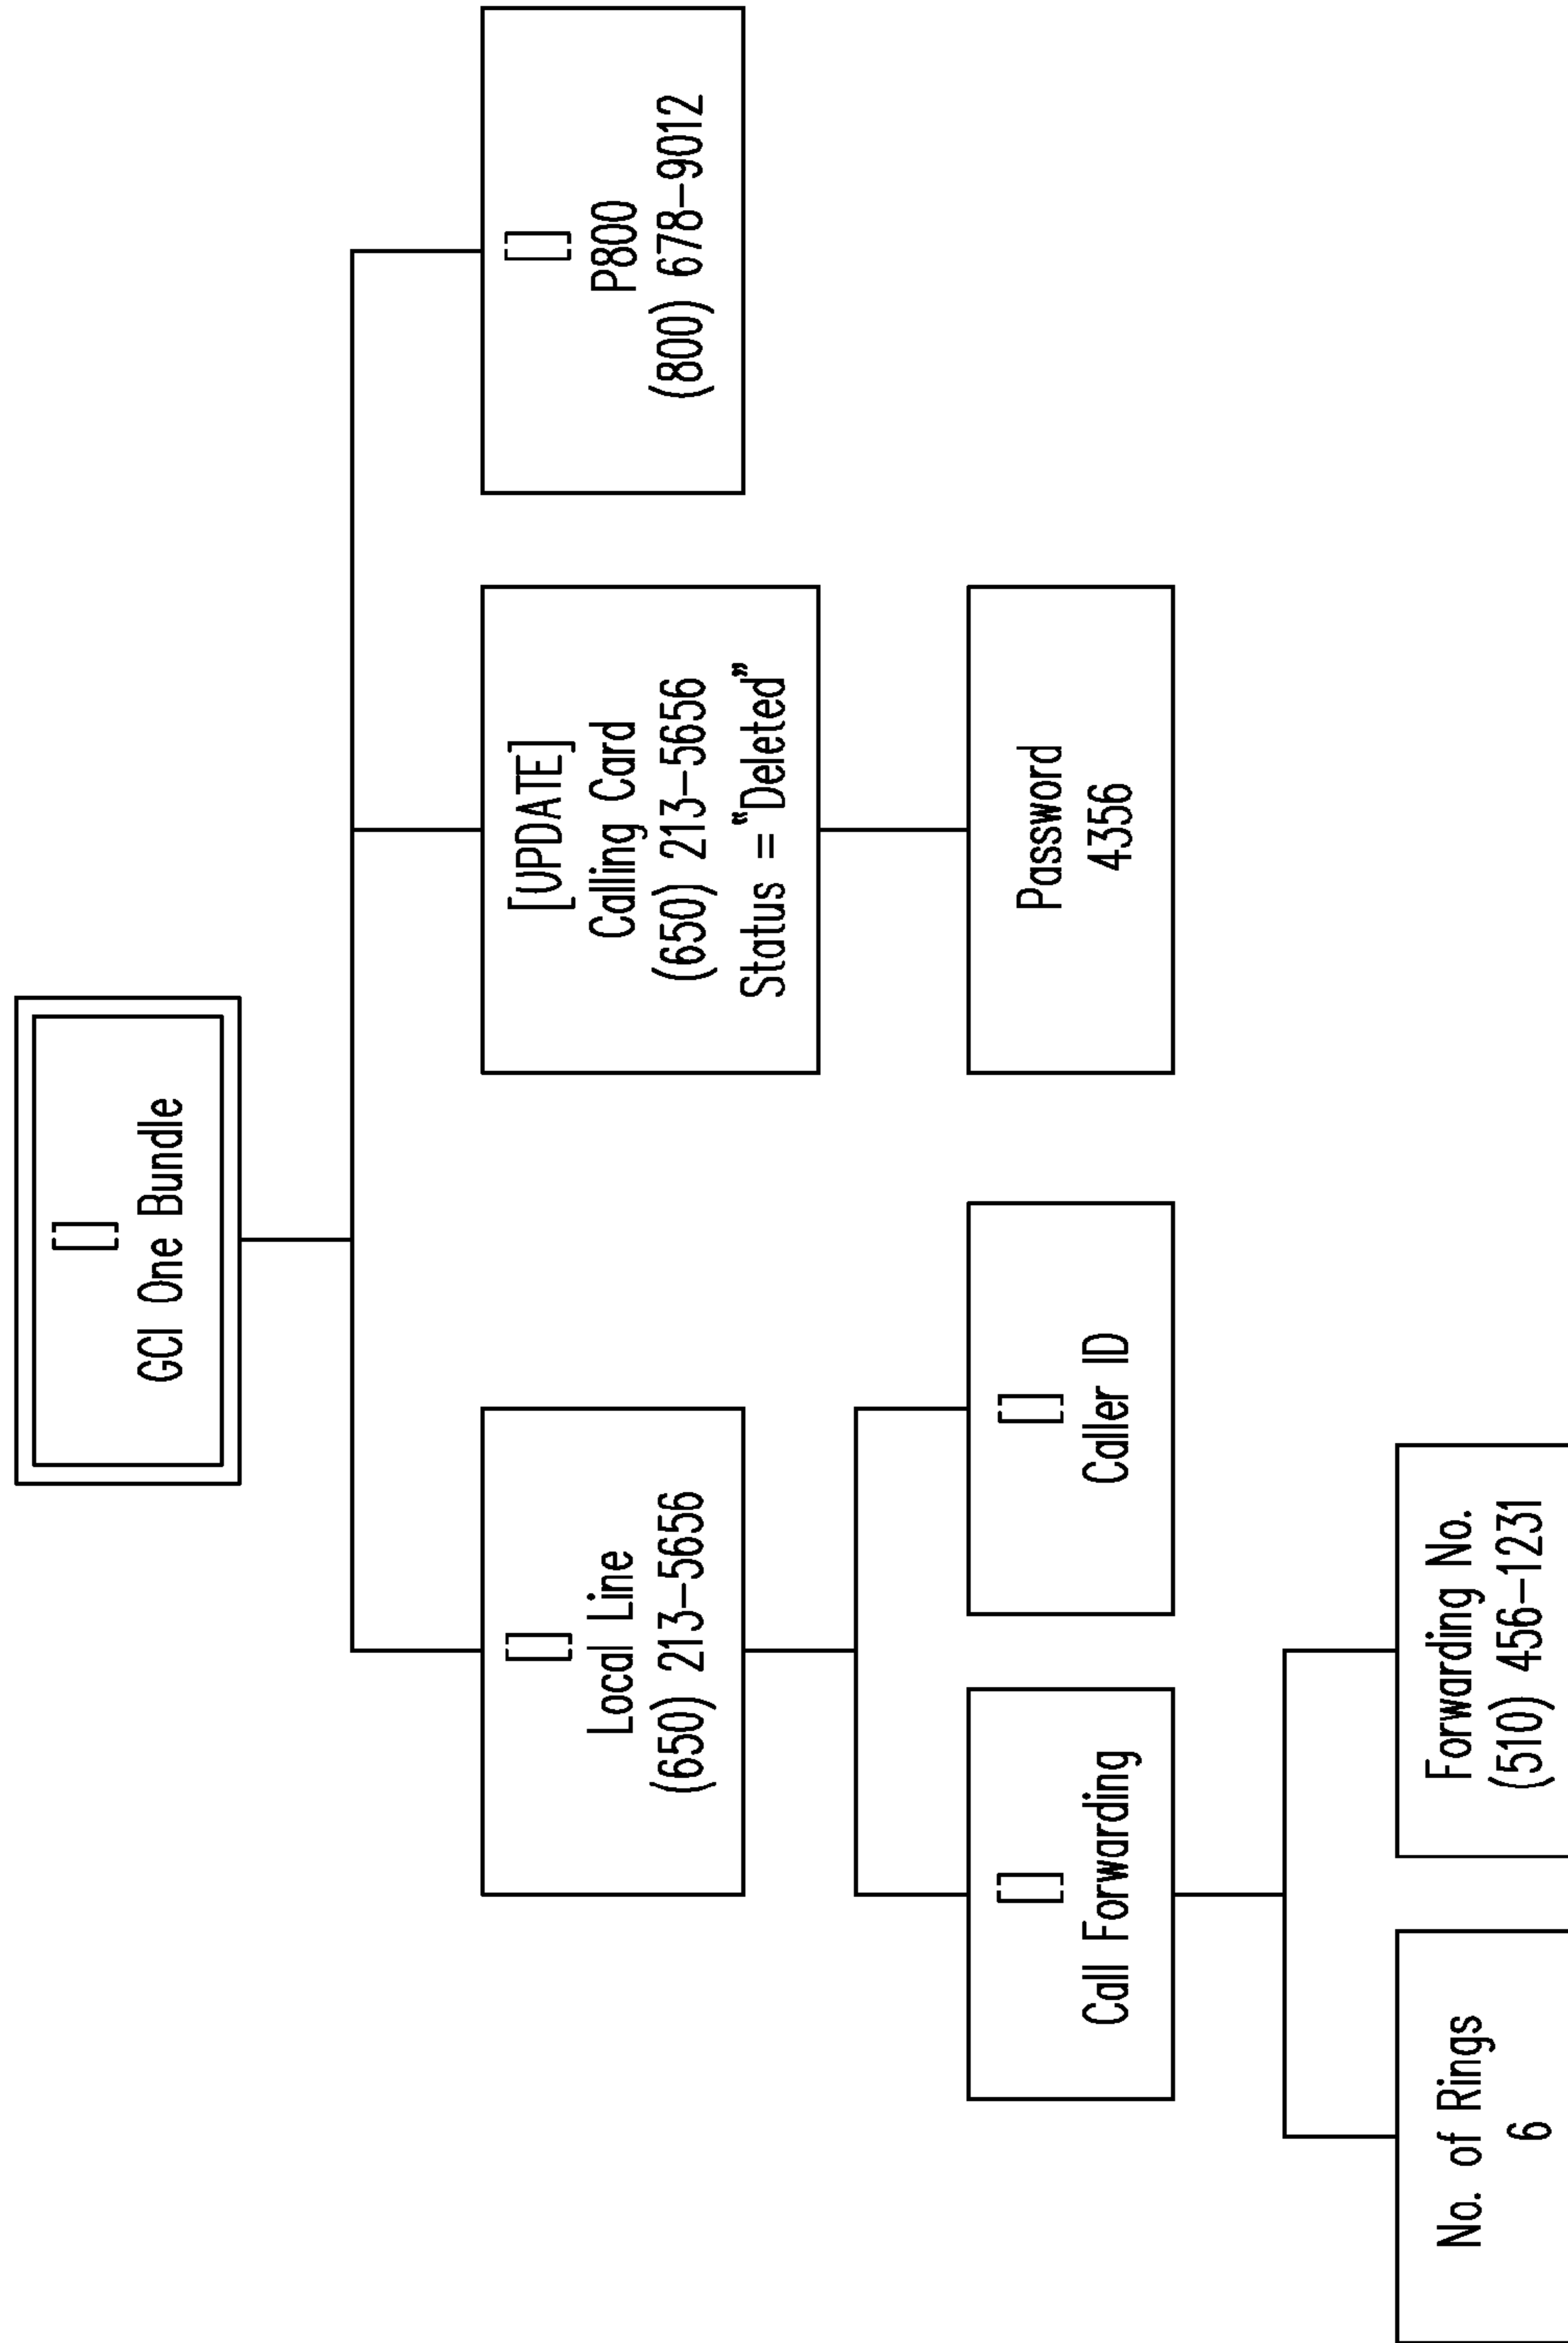 []
GCI One Bundle
[]
Local Line
(650) 213-5656
[UPDATE]
Calling Card
(650) 213-5656
Status = “Deleted”
[]
P800
(800) 678-9012
[]
Call Forwarding
[]
Caller ID
Password
4356
No. of Rings
6
Forwarding No.
(510) 456-1231